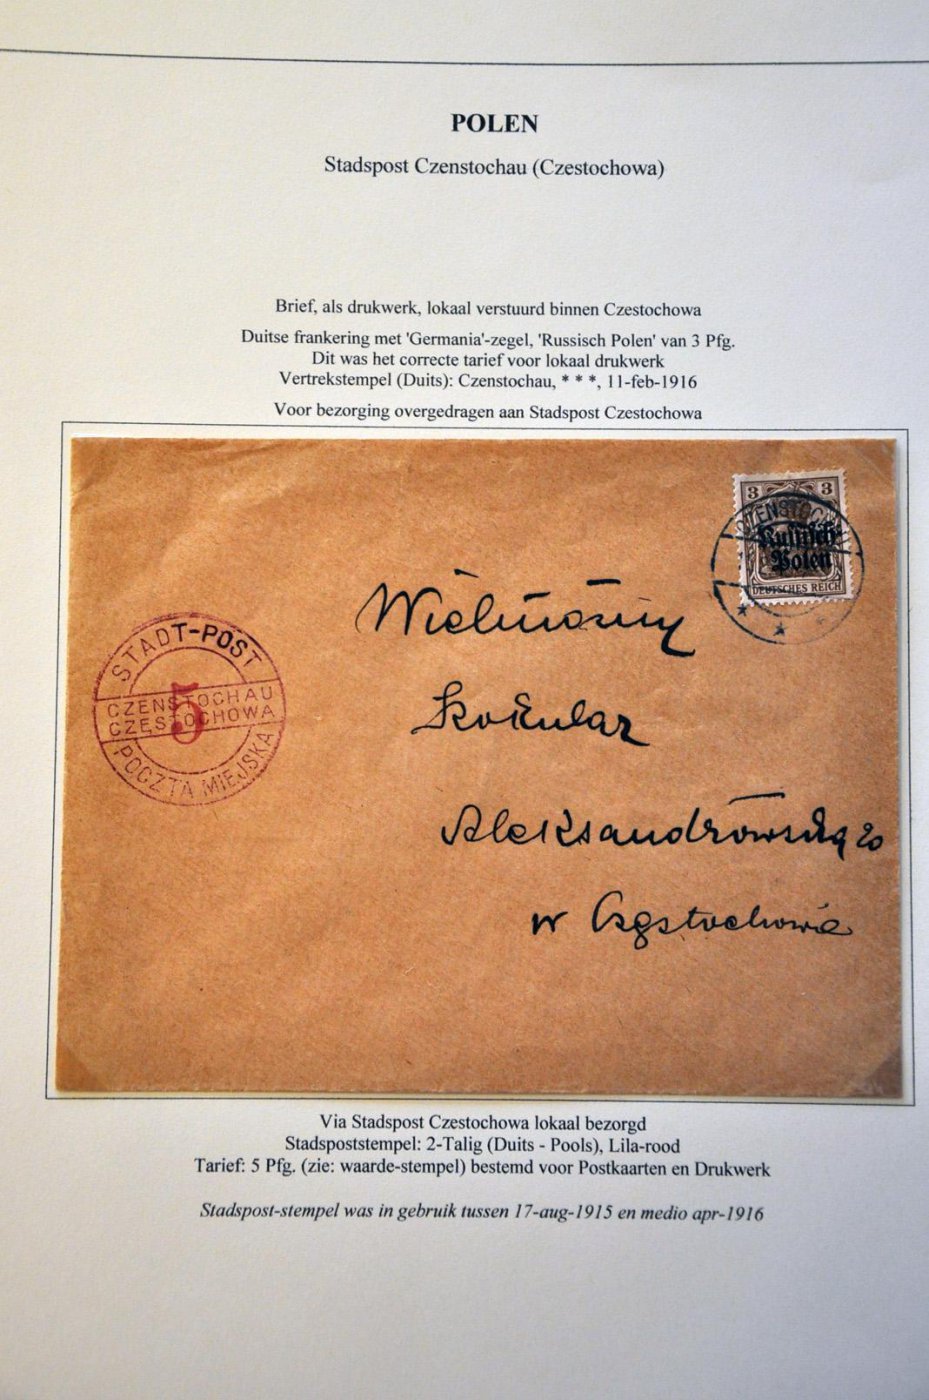 POLEN
Stadspost Czenstochau (Czestochowa)
Brief, als drukwerk, lokaal verstuurd binnen Czestochowa
Duitse frankering met 'Germania'-zegel, 'Russisch Polen' van 3 Pfg.
Dit was het correcte tarief voor lokaal drukwerk
Vertrekstempel (Duits): Czenstochau, * * *, 11-feb-1916
Voor bezorging overgedragen aan Stadspost Czestochowa
3 3
CZENSTOCHAU
Russisch
Polen
DEUTSCHES REICH
* * *
Wielmożny
STADT-POST
CZENSTOCHAU
CZĘSTOCHOWA
5
POCZTA MIEJSKA
Aleksandrowska 20
w Częstochowie
Via Stadspost Czestochowa lokaal bezorgd
Stadspoststempel: 2-Talig (Duits - Pools), Lila-rood
Tarief: 5 Pfg. (zie: waarde-stempel) bestemd voor Postkaarten en Drukwerk
Stadspost-stempel was in gebruik tussen 17-aug-1915 en medio apr-1916